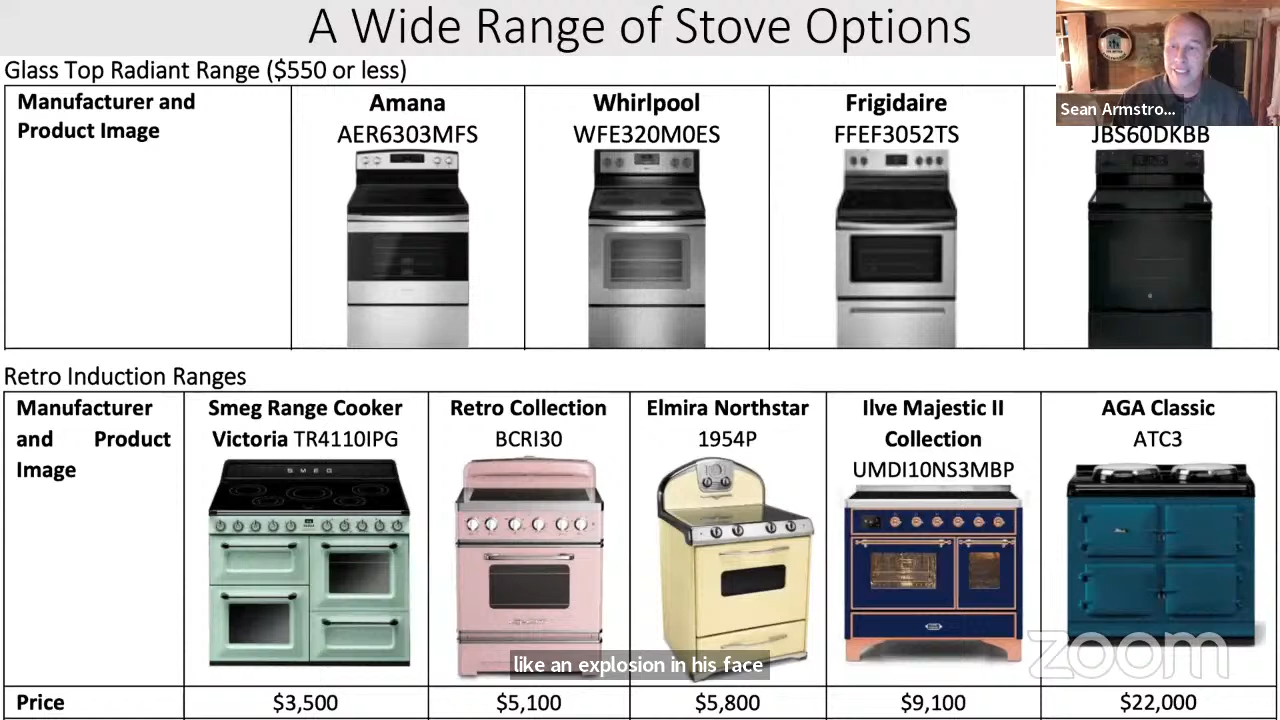 A Wide Range of Stove Options
Sean Armstro...
Glass Top Radiant Range ($550 or less)
Manufacturer and
Product Image
Amana
AER6303MFS
Whirlpool
WFE320M0ES
Frigidaire
FFEF3052TS
JBS60DKBB
Retro Induction Ranges
Manufacturer
and Product
Image
Smeg Range Cooker
Victoria TR4110IPG
SMEG
Retro Collection
BCRI30
Elmira Northstar
1954P
Ilve Majestic II
Collection
UMDI10NS3MBP
AGA Classic
ATC3
like an explosion in his face
zoom
Price
$3,500
$5,100
$5,800
$9,100
$22,000